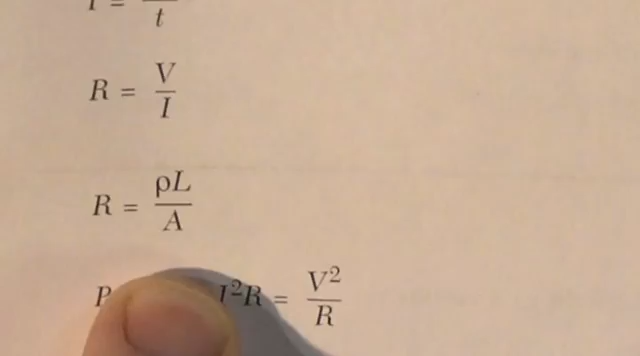 I = / t
R = V / I
R = ρL / A
P I²R = V² / R